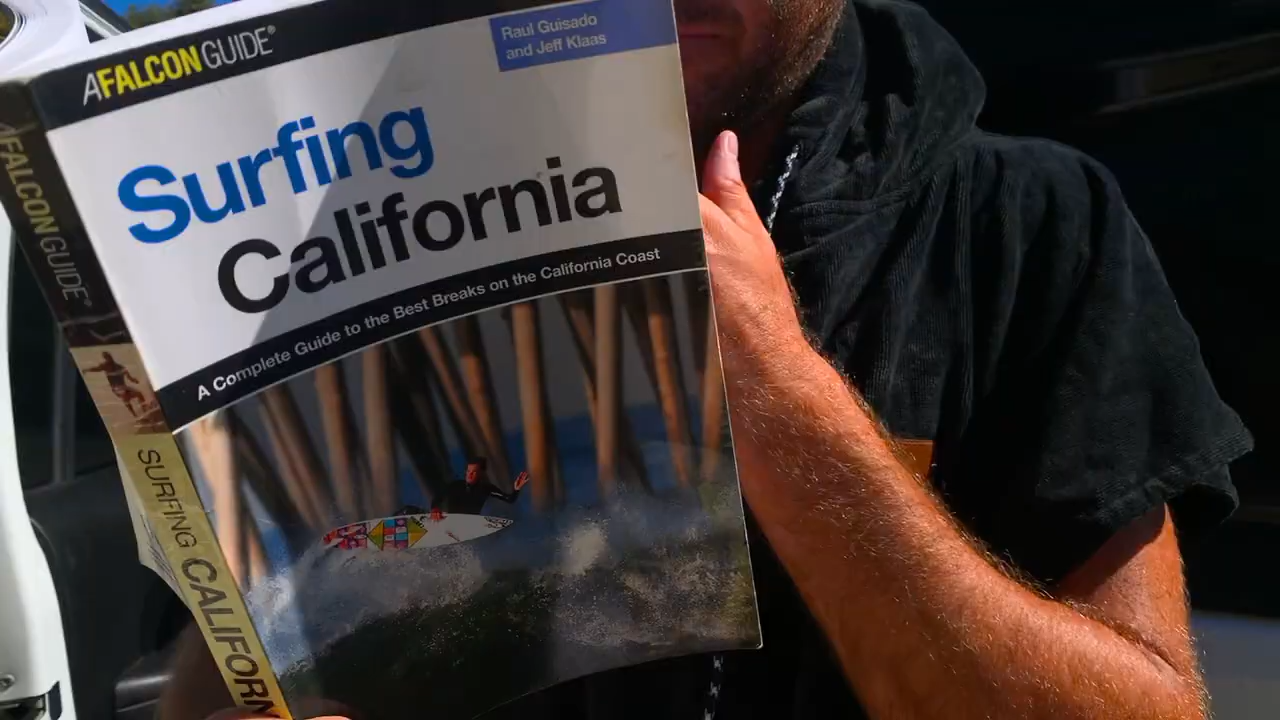 A FALCON GUIDE®
Raul Guisado
and Jeff Klaas
Surfing
California
A Complete Guide to the Best Breaks on the California Coast
FALCON GUIDE®
SURFING CALIFORN